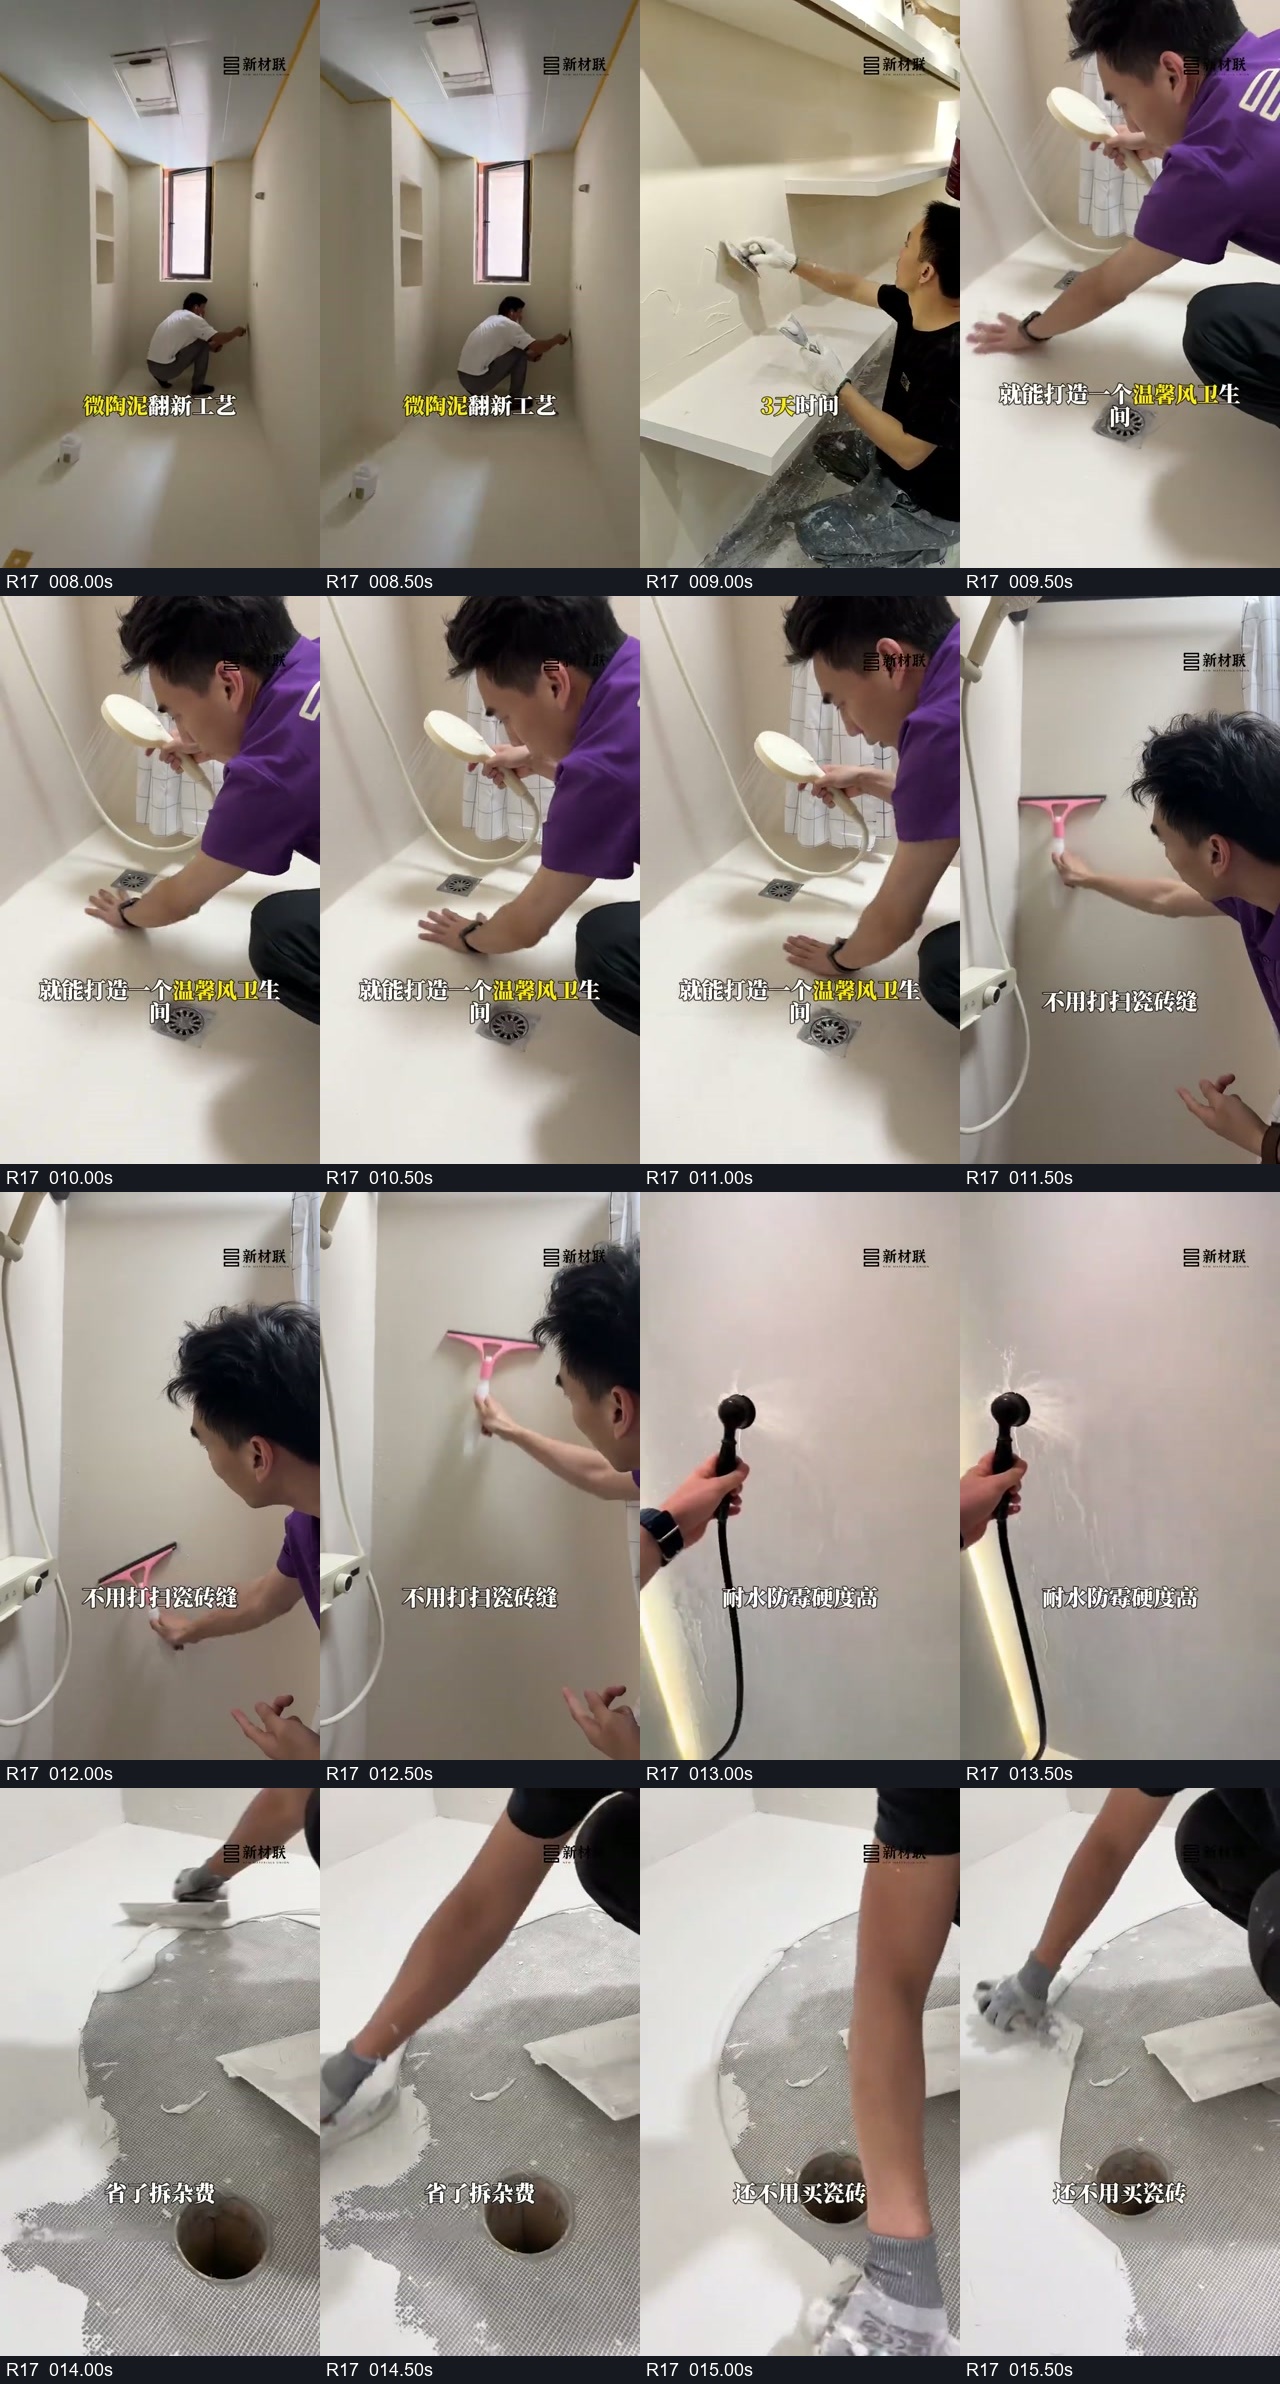 新材联
微陶泥翻新工艺
R17 008.00s
新材联
微陶泥翻新工艺
R17 008.50s
新材联
3天时间
R17 009.00s
新材联
就能打造一个温馨风卫生
间
R17 009.50s
新材联
就能打造一个温馨风卫生
间
R17 010.00s
新材联
就能打造一个温馨风卫生
间
R17 010.50s
新材联
就能打造一个温馨风卫生
间
R17 011.00s
新材联
不用打扫瓷砖缝
R17 011.50s
新材联
不用打扫瓷砖缝
R17 012.00s
新材联
不用打扫瓷砖缝
R17 012.50s
新材联
耐水防霉硬度高
R17 013.00s
新材联
耐水防霉硬度高
R17 013.50s
新材联
省了拆杂费
R17 014.00s
新材联
省了拆杂费
R17 014.50s
新材联
还不用买瓷砖
R17 015.00s
新材联
还不用买瓷砖
R17 015.50s